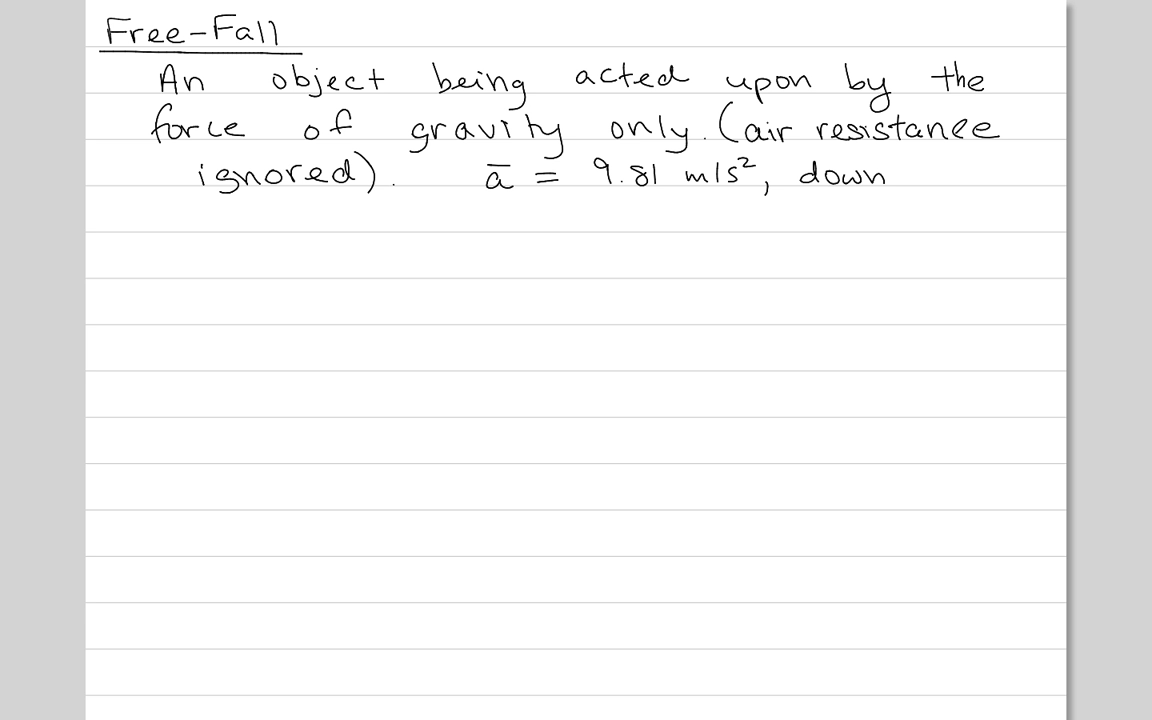 Free-Fall
An object being acted upon by the
force of gravity only. (air resistance
ignored). a̅ = 9.81 m/s², down